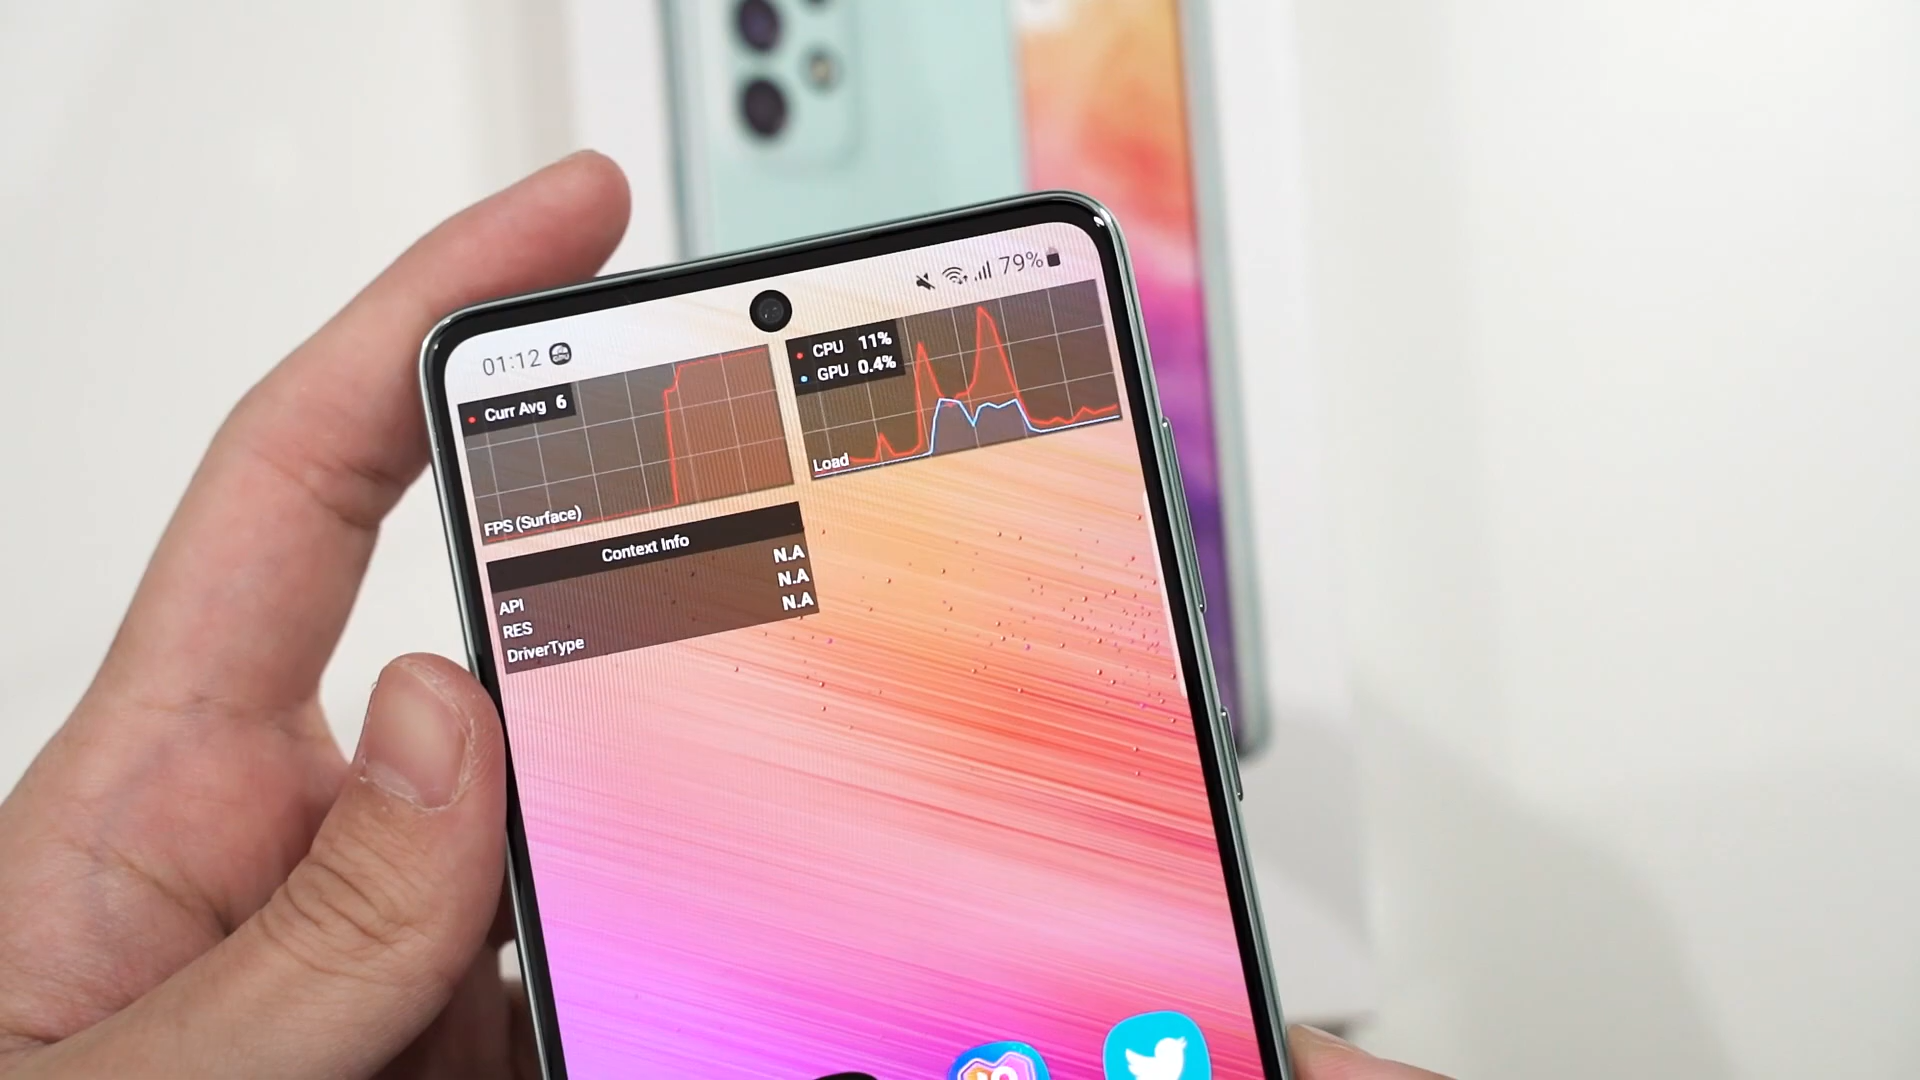 01:12 GPU
79%
Curr Avg 6
FPS (Surface)
CPU 11%
GPU 0.4%
Load
Context Info
API N.A
RES N.A
DriverType N.A